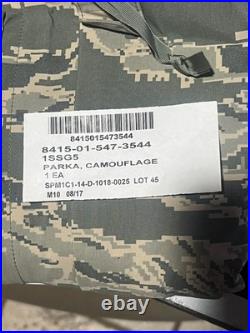 8415015473544
8415-01-547-3544
1SSG5
PARKA, CAMOUFLAGE
1 EA
SPM1C1-14-D-1018-0025 LOT 45
M10 08/17